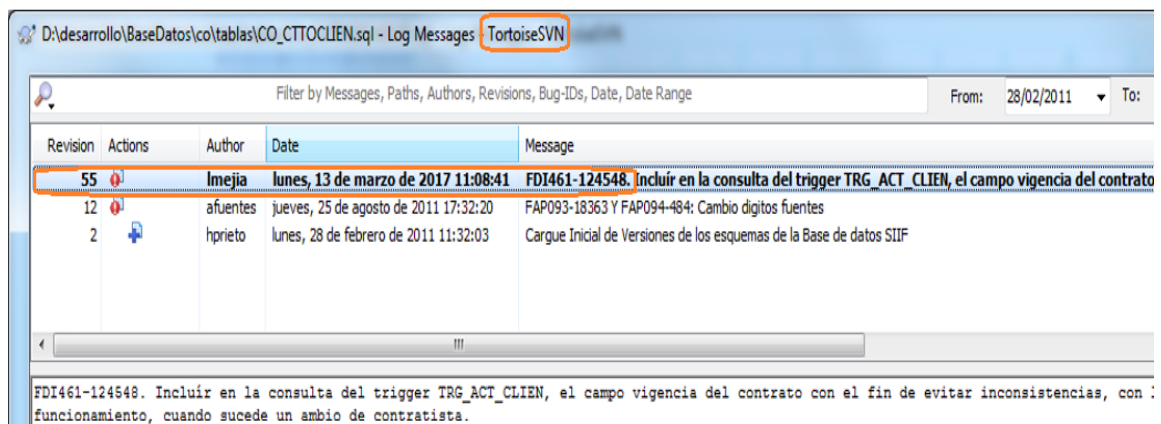 D:\desarrollo\BaseDatos\co\tablas\CO_CTTOCLIEN.sql - Log Messages - TortoiseSVN
Filter by Messages, Paths, Authors, Revisions, Bug-IDs, Date, Date Range From: 28/02/2011 To:
Revision Actions Author Date Message
55 lmejia lunes, 13 de marzo de 2017 11:08:41 FDI461-124548. Incluír en la consulta del trigger TRG_ACT_CLIEN, el campo vigencia del contrato
12 afuentes jueves, 25 de agosto de 2011 17:32:20 FAP093-18363 Y FAP094-484: Cambio digitos fuentes
2 hprieto lunes, 28 de febrero de 2011 11:32:03 Cargue Inicial de Versiones de los esquemas de la Base de datos SIIF
FDI461-124548. Incluír en la consulta del trigger TRG_ACT_CLIEN, el campo vigencia del contrato con el fin de evitar inconsistencias, con
funcionamiento, cuando sucede un ambio de contratista.